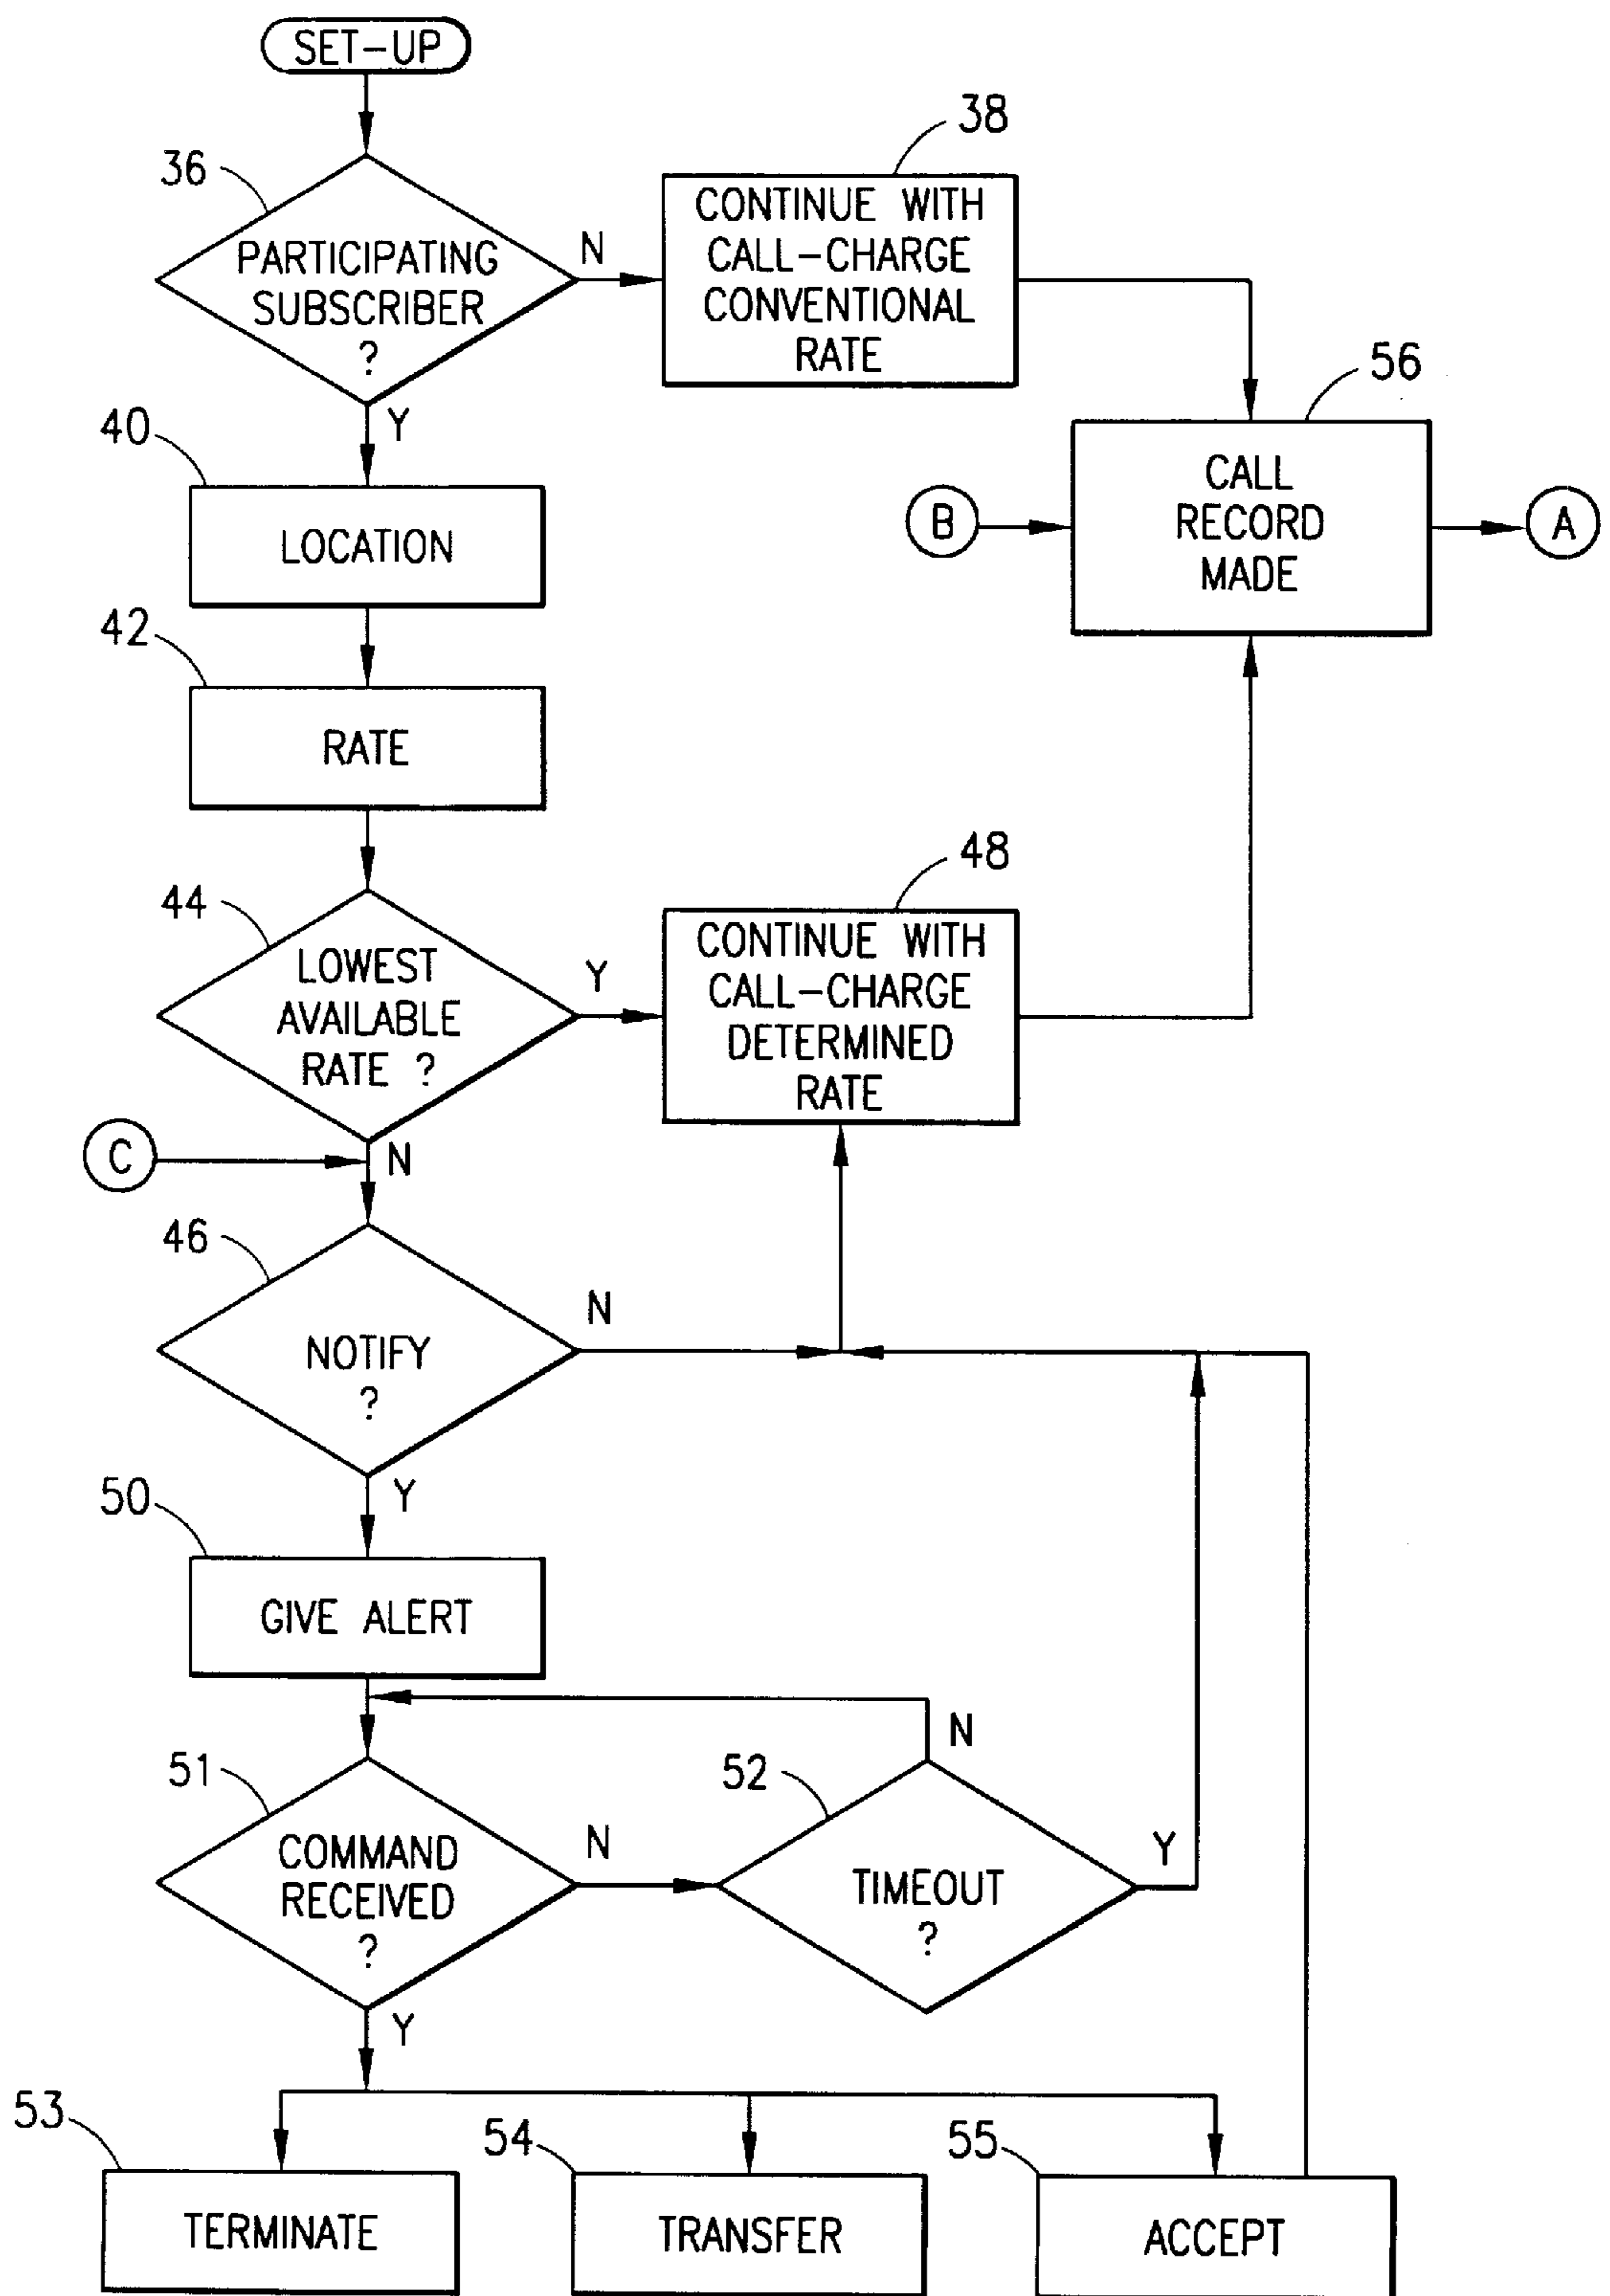 SET-UP
36
PARTICIPATING
SUBSCRIBER
?
N
38
CONTINUE WITH
CALL-CHARGE
CONVENTIONAL
RATE
Y
56
CALL
RECORD
MADE
B
A
40
LOCATION
42
RATE
44
LOWEST
AVAILABLE
RATE ?
Y
48
CONTINUE WITH
CALL-CHARGE
DETERMINED
RATE
C
N
46
NOTIFY
?
N
Y
50
GIVE ALERT
51
COMMAND
RECEIVED
?
N
52
TIMEOUT
?
N
Y
Y
53
TERMINATE
54
TRANSFER
55
ACCEPT